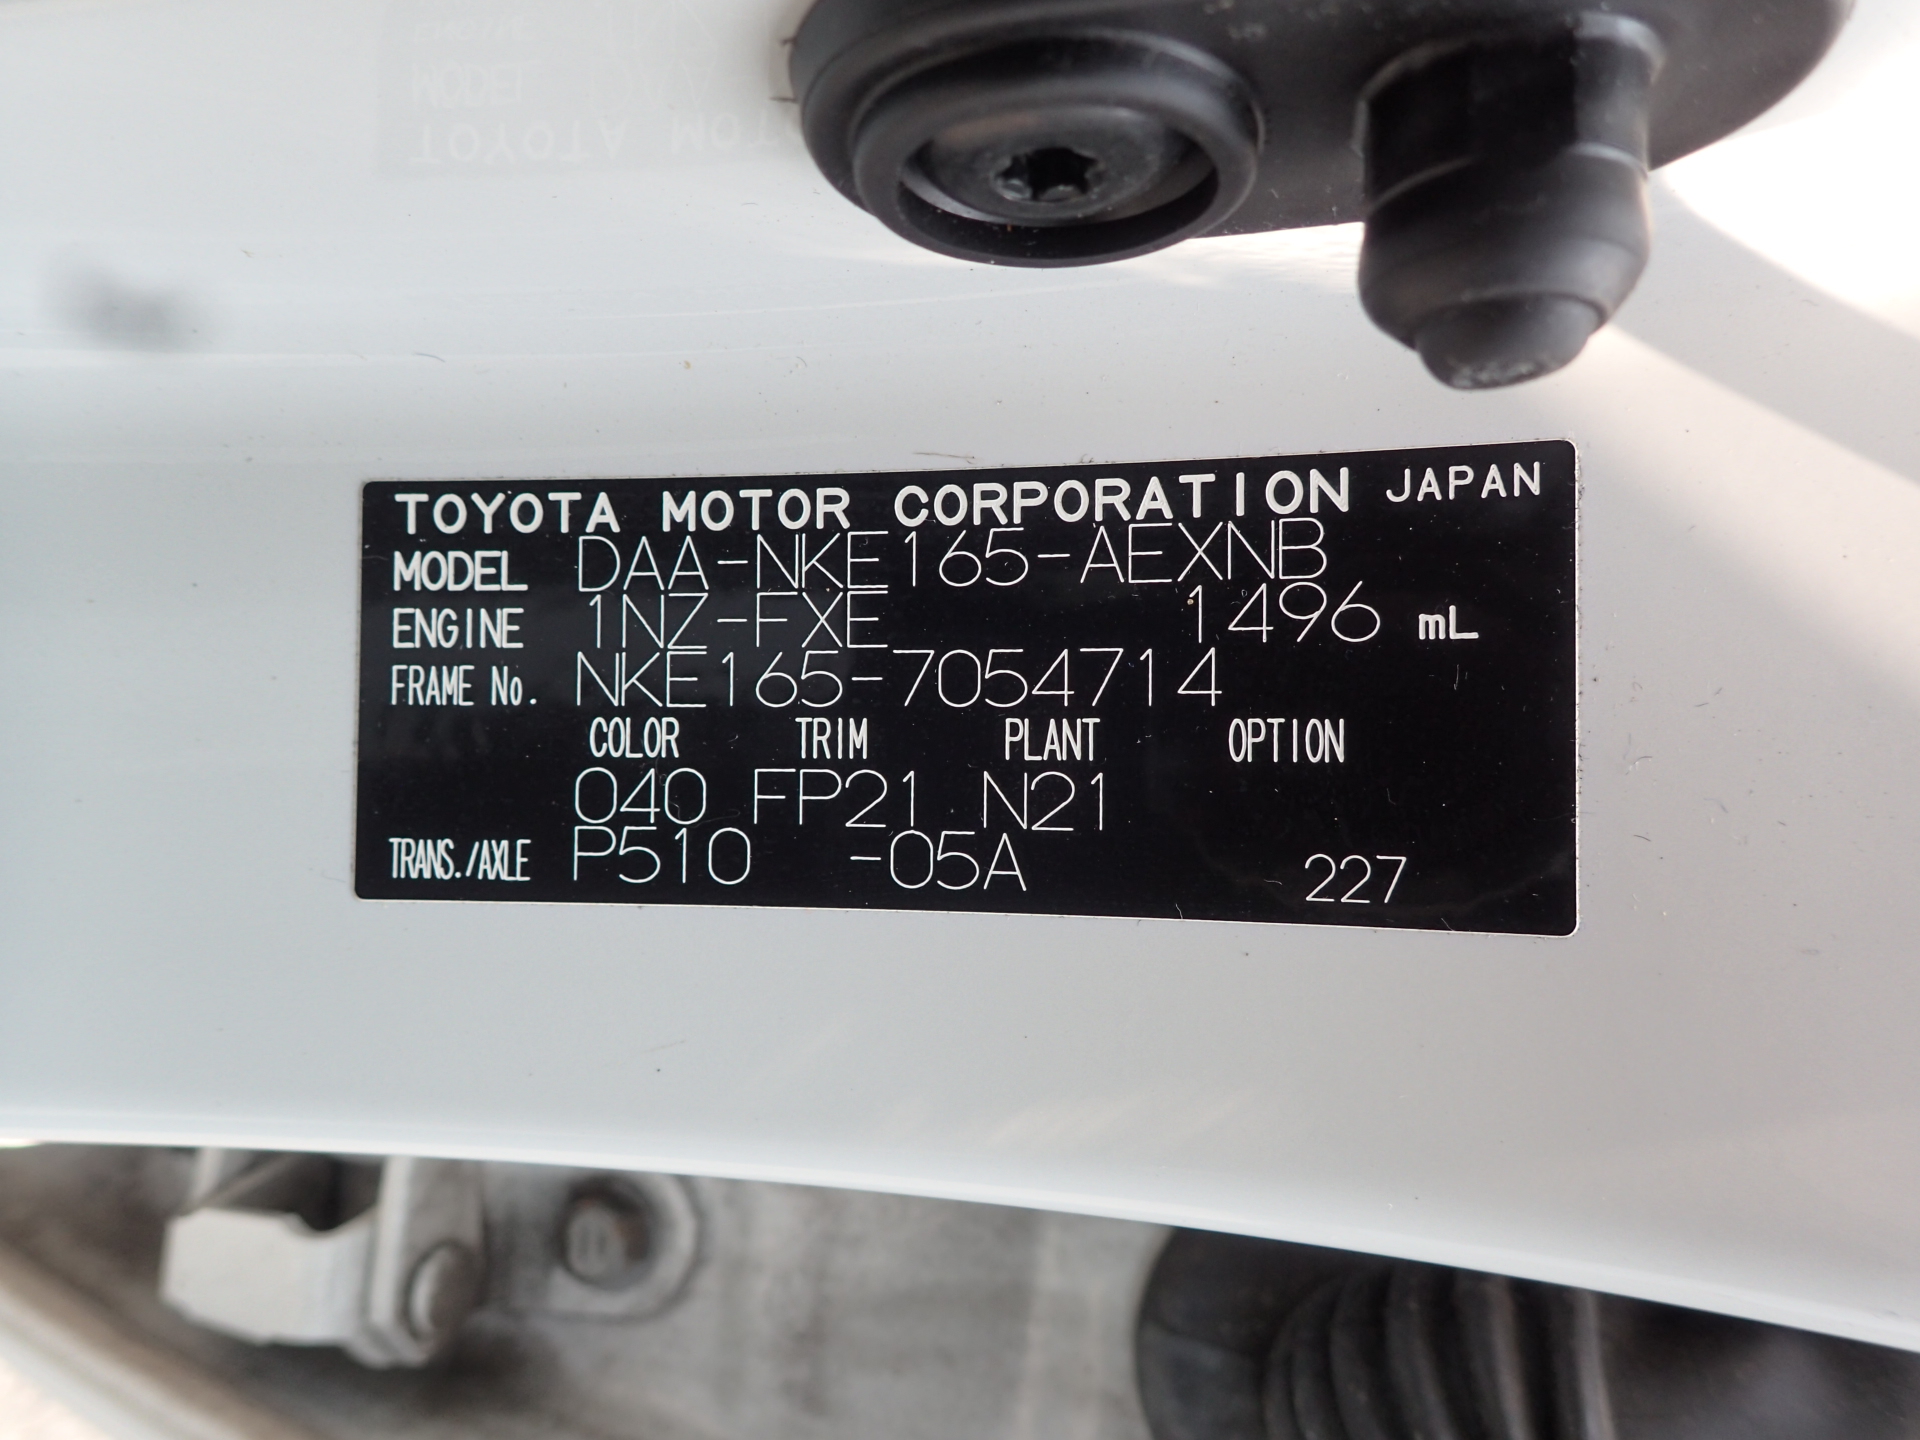 TOYOTA MOTOR CORPORATION JAPAN
MODEL DAA-NKE165-AEXNB
ENGINE 1NZ-FXE 1496 mL
FRAME No. NKE165-7054714
COLOR TRIM PLANT OPTION
040 FP21 N21
TRANS./AXLE P510 -05A 227